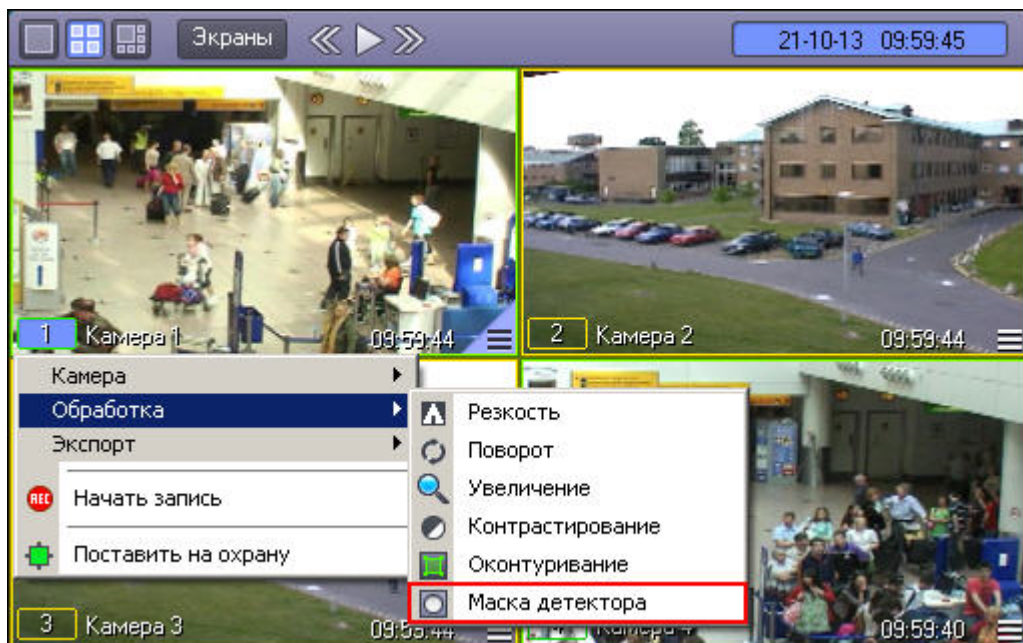 Экраны
21-10-13 09:59:45
1 Камера 1 09:59:44
2 Камера 2 09:59:44
Камера
Обработка
Экспорт
REC Начать запись
Поставить на охрану
Резкость
Поворот
Увеличение
Контрастирование
Оконтуривание
Маска детектора
3 Камера 3
09:59:40